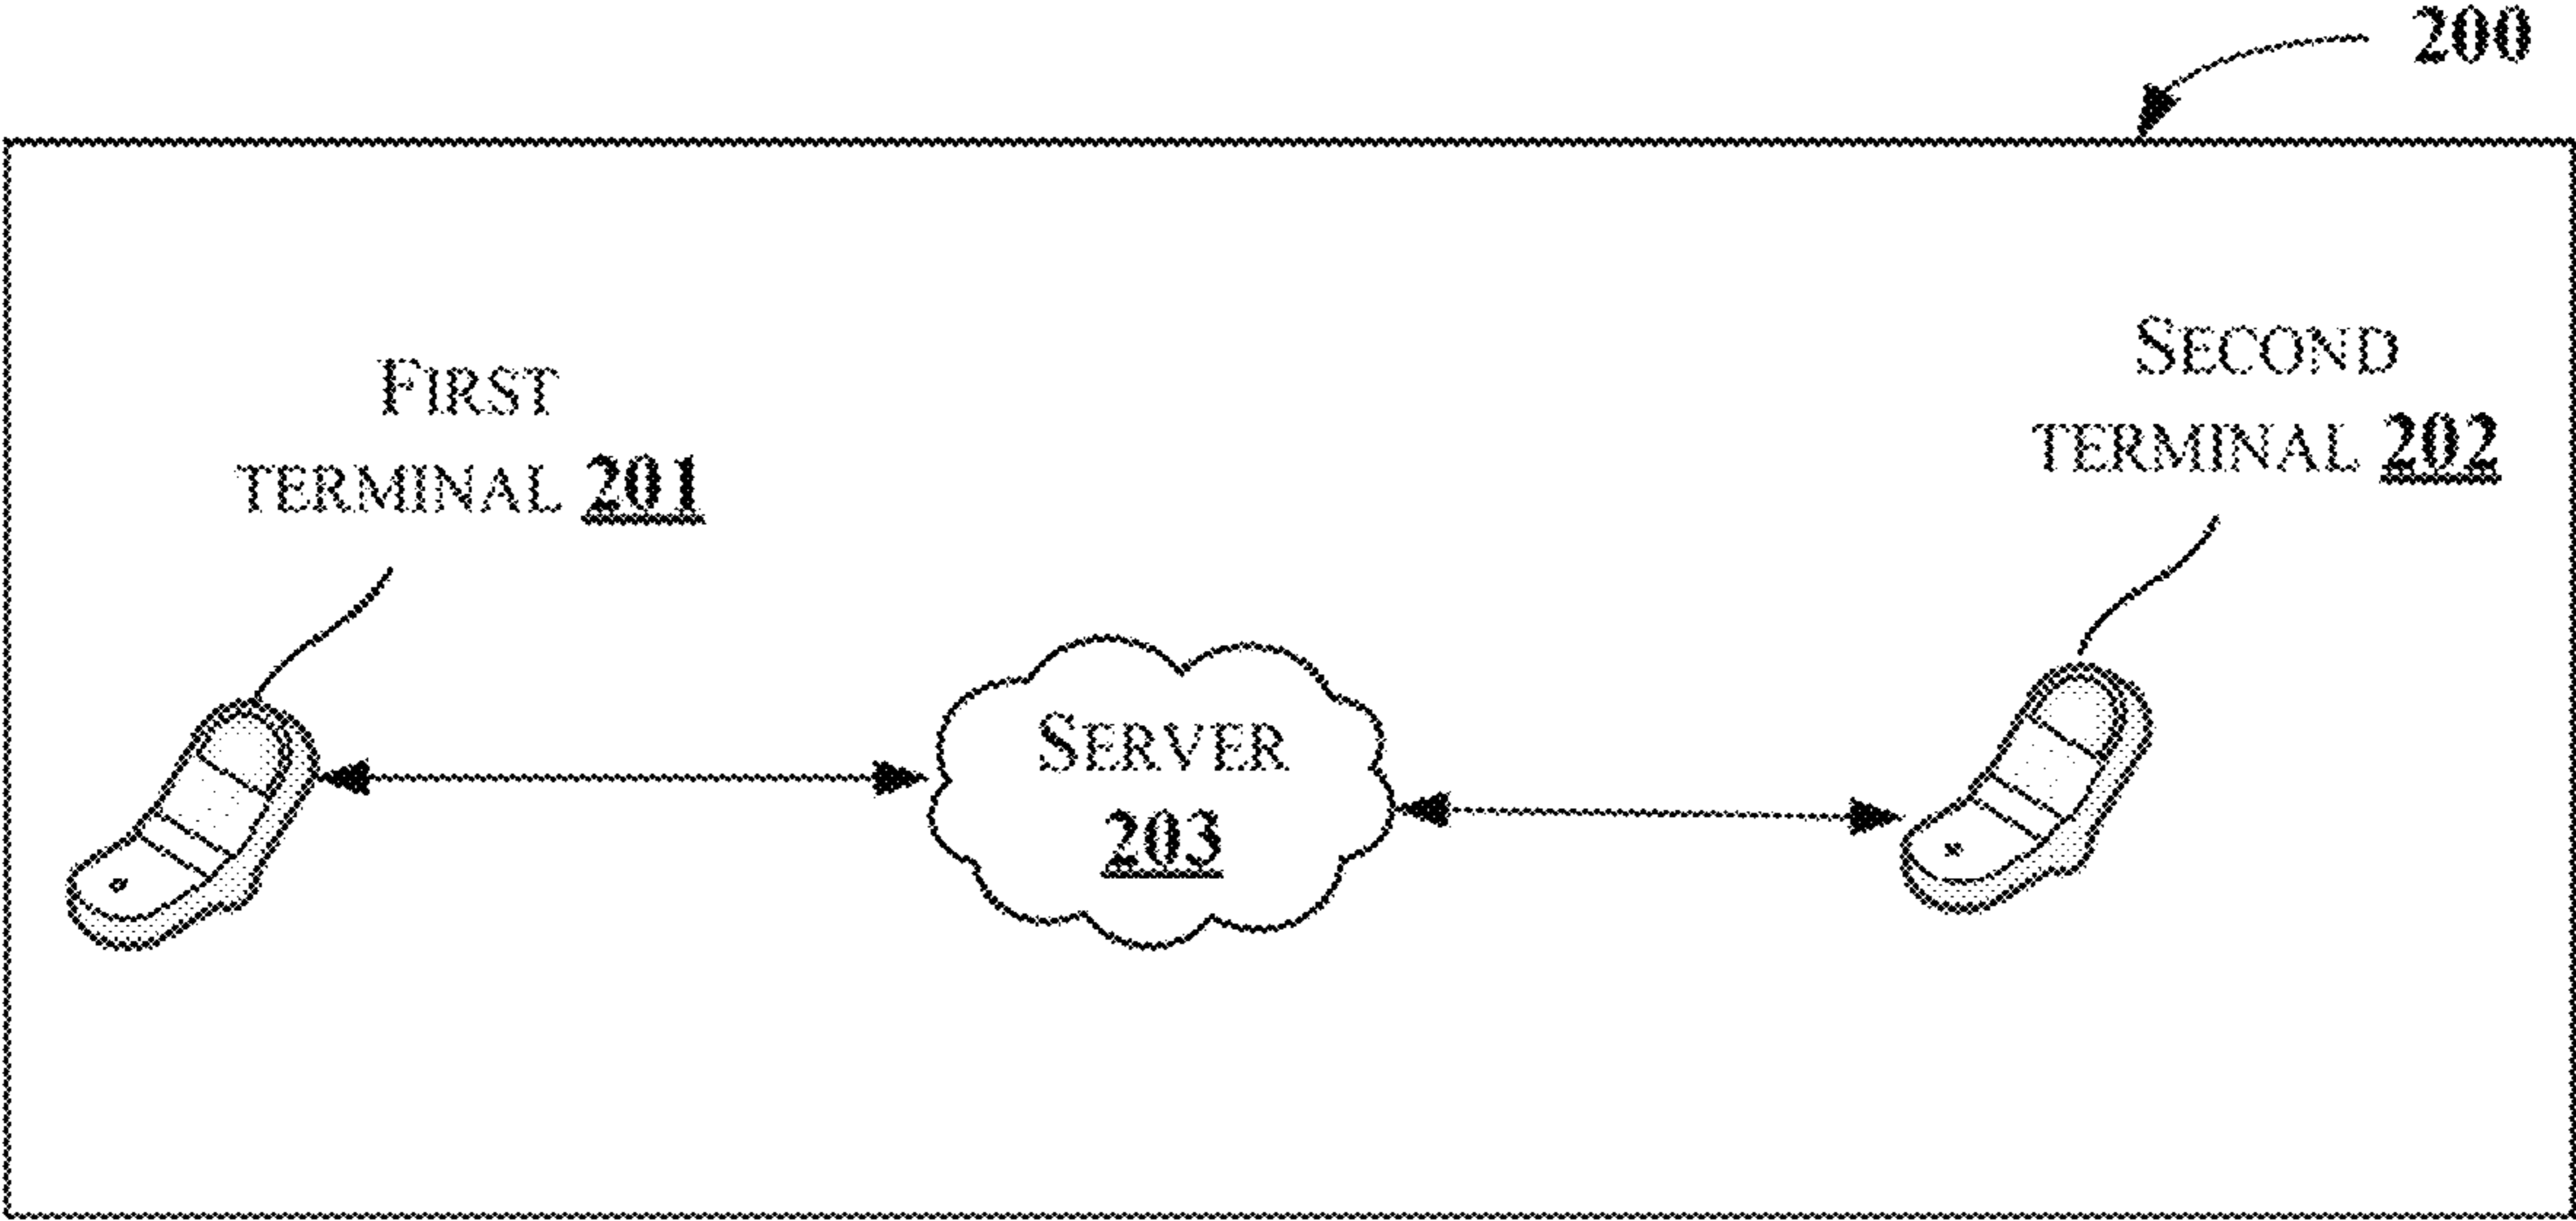 200
FIRST
TERMINAL 201
SECOND
TERMINAL 202
SERVER
203